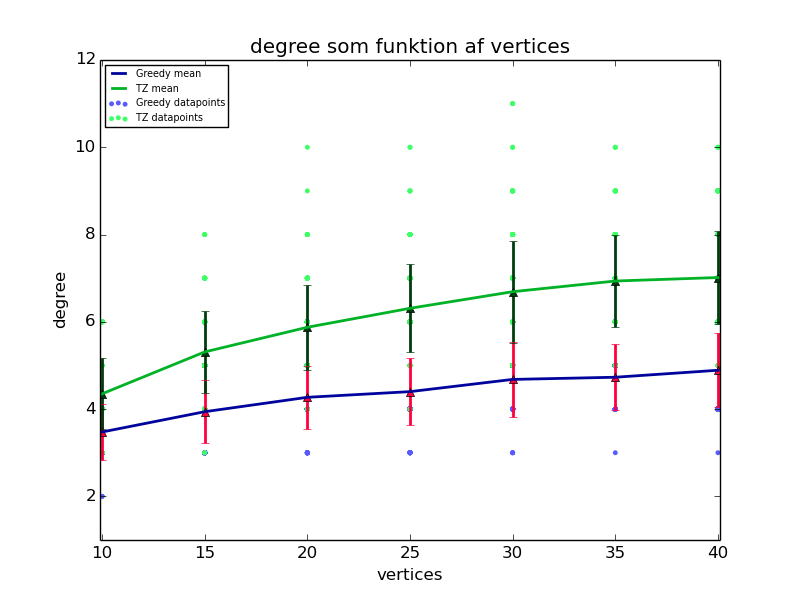 degree som funktion af vertices
12
Greedy mean
TZ mean
Greedy datapoints
TZ datapoints
10
8
degree
6
4
2
10 15 20 25 30 35 40
vertices